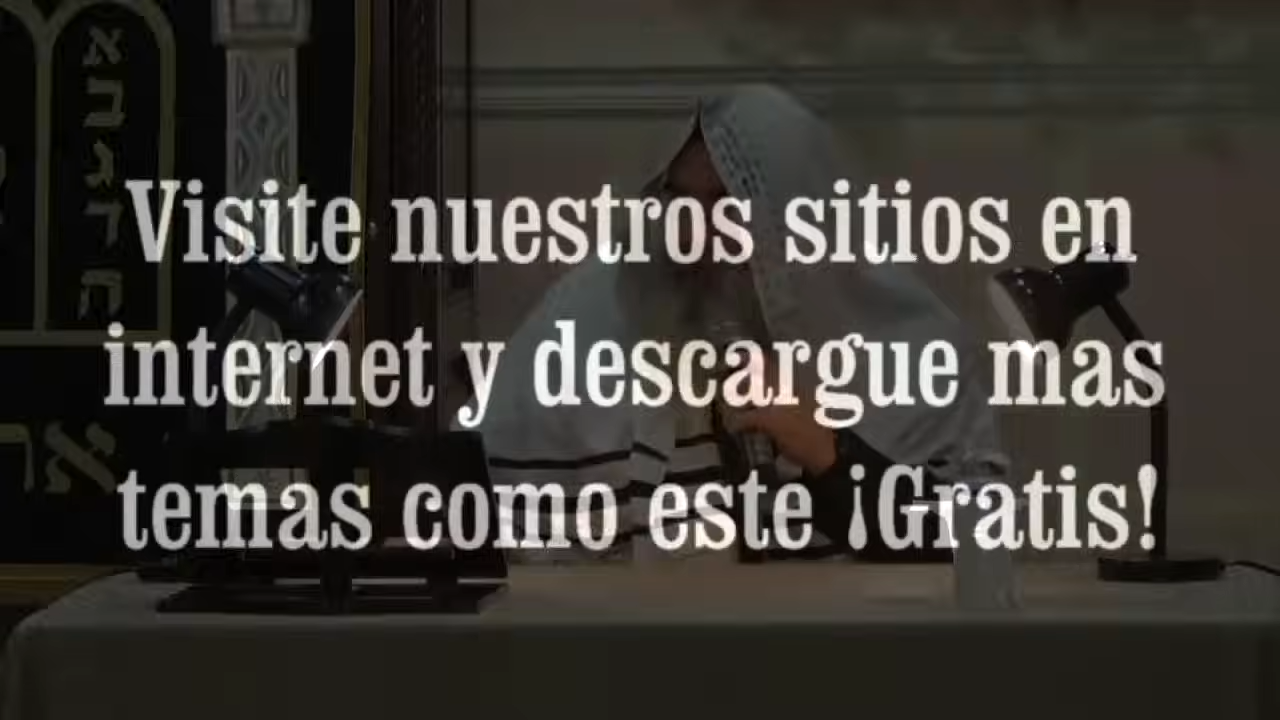 Visite nuestros sitios en
internet y descargue mas
temas como este ¡Gratis!
א
ב
ג
ד
ה